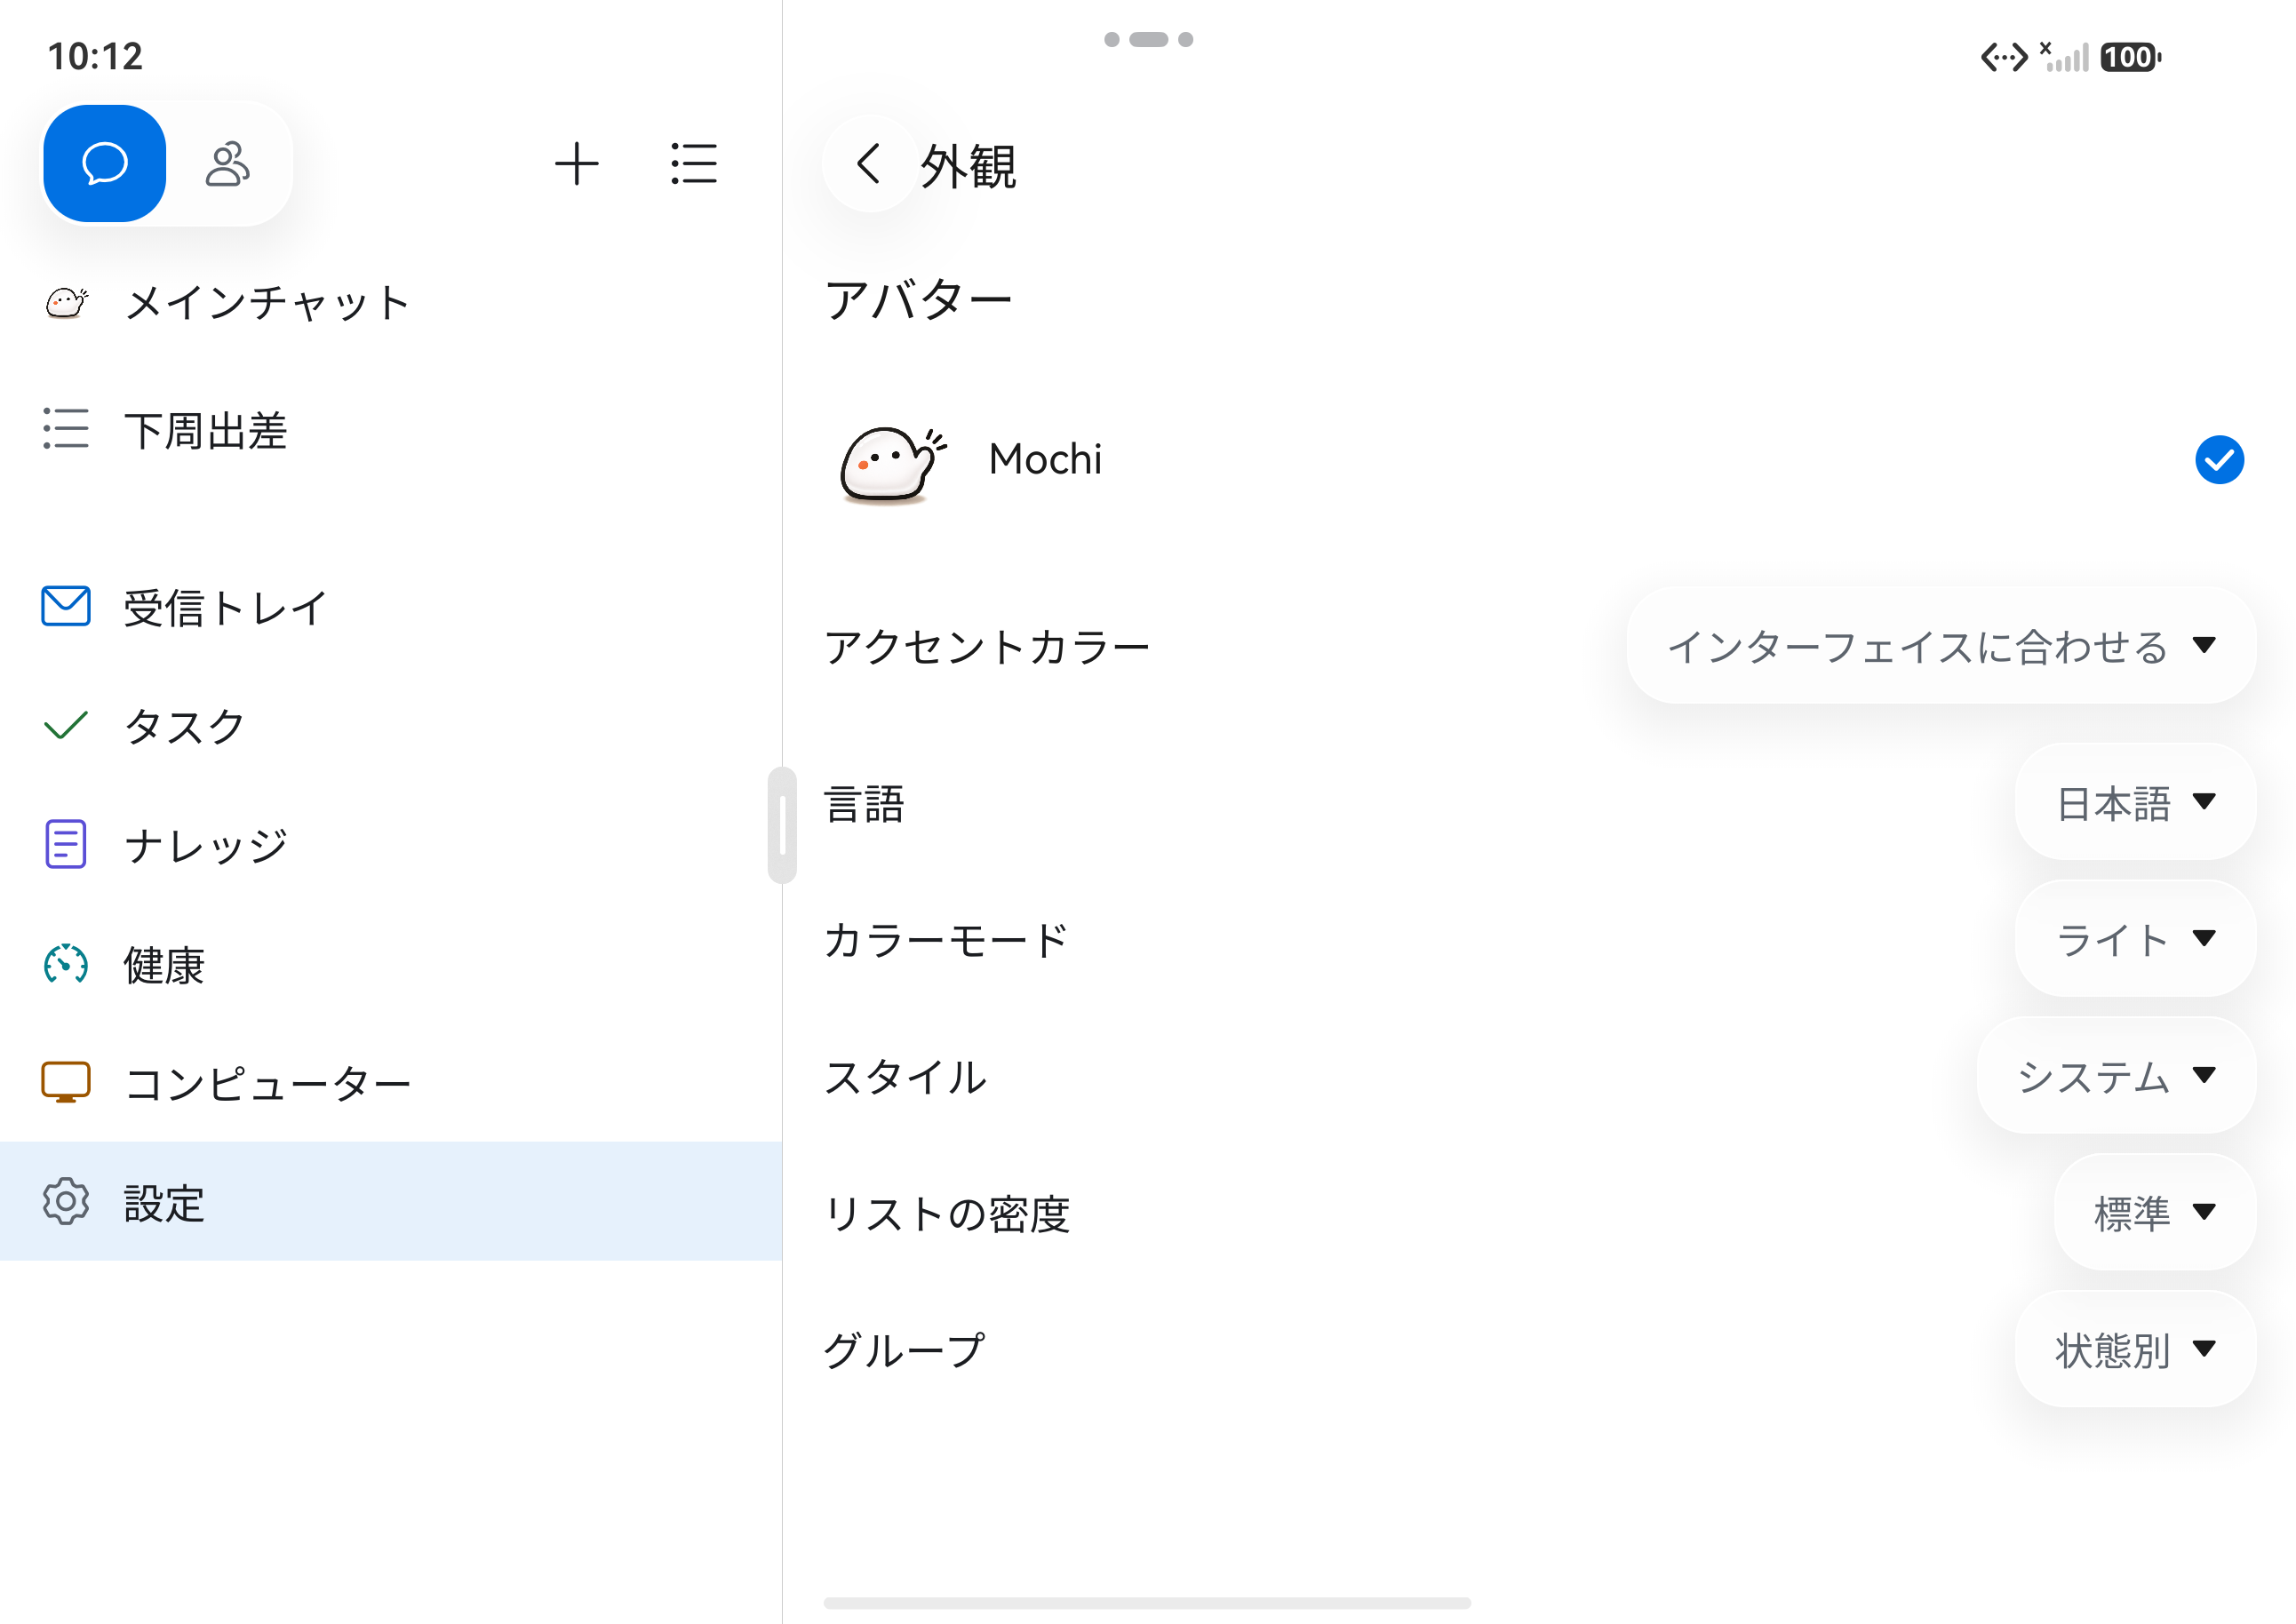 10:12
100
外観
メインチャット
下周出差
受信トレイ
タスク
ナレッジ
健康
コンピューター
設定
アバター
Mochi
アクセントカラー
インターフェイスに合わせる
言語
日本語
カラーモード
ライト
スタイル
システム
リストの密度
標準
グループ
状態別